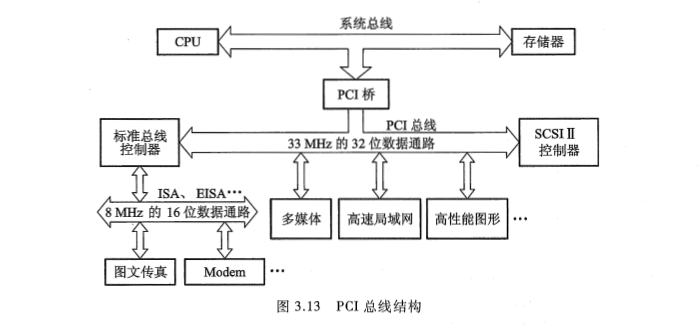 系统总线
CPU
存储器
PCI 桥
标准总线
控制器
PCI 总线
33 MHz 的 32 位数据通路
SCSI Ⅱ
控制器
ISA、EISA…
8 MHz 的 16 位数据通路
多媒体
高速局域网
高性能图形
…
图文传真
Modem
…
图 3.13 PCI 总线结构